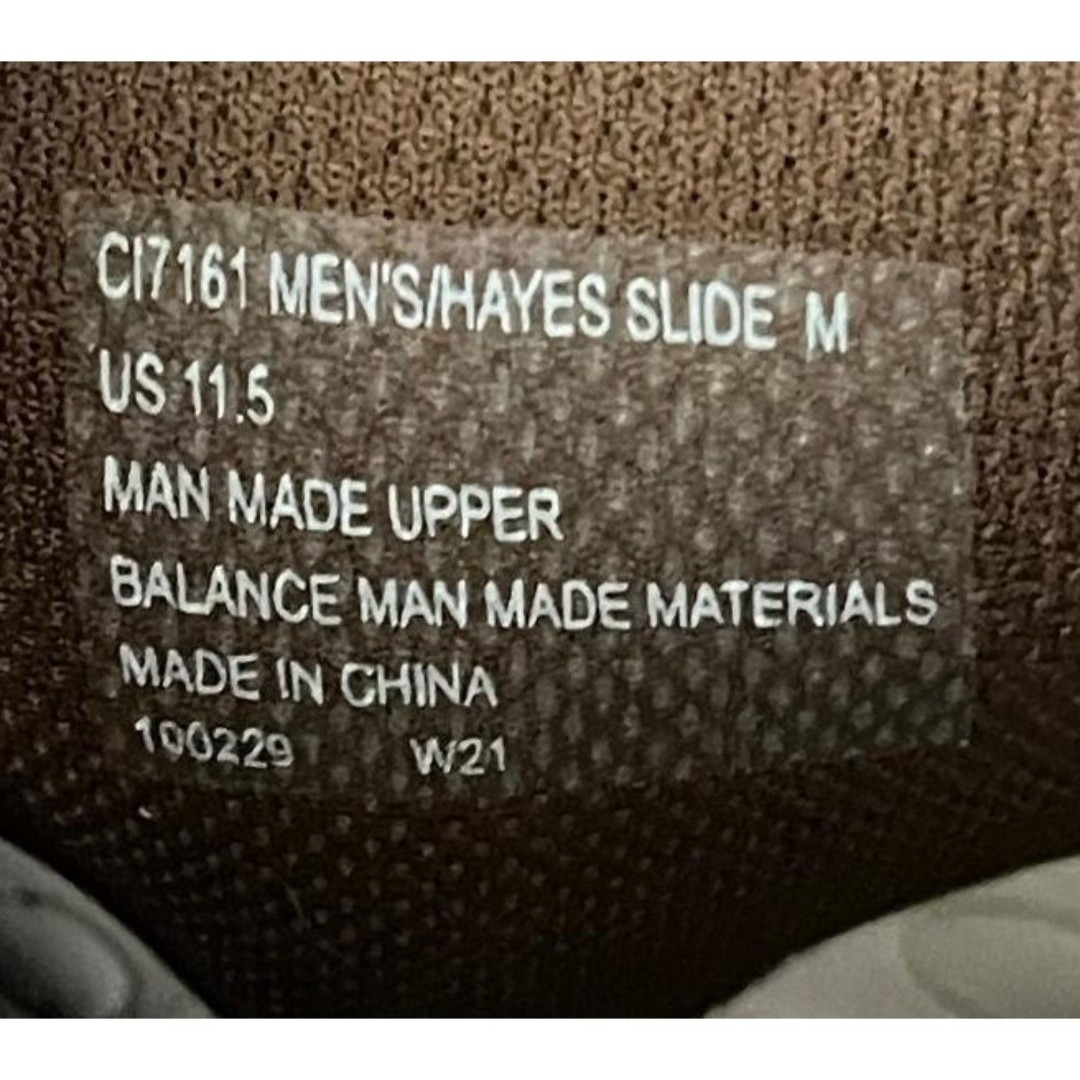 CI7161 MEN'S/HAYES SLIDE M
US 11.5
MAN MADE UPPER
BALANCE MAN MADE MATERIALS
MADE IN CHINA
100229 W21